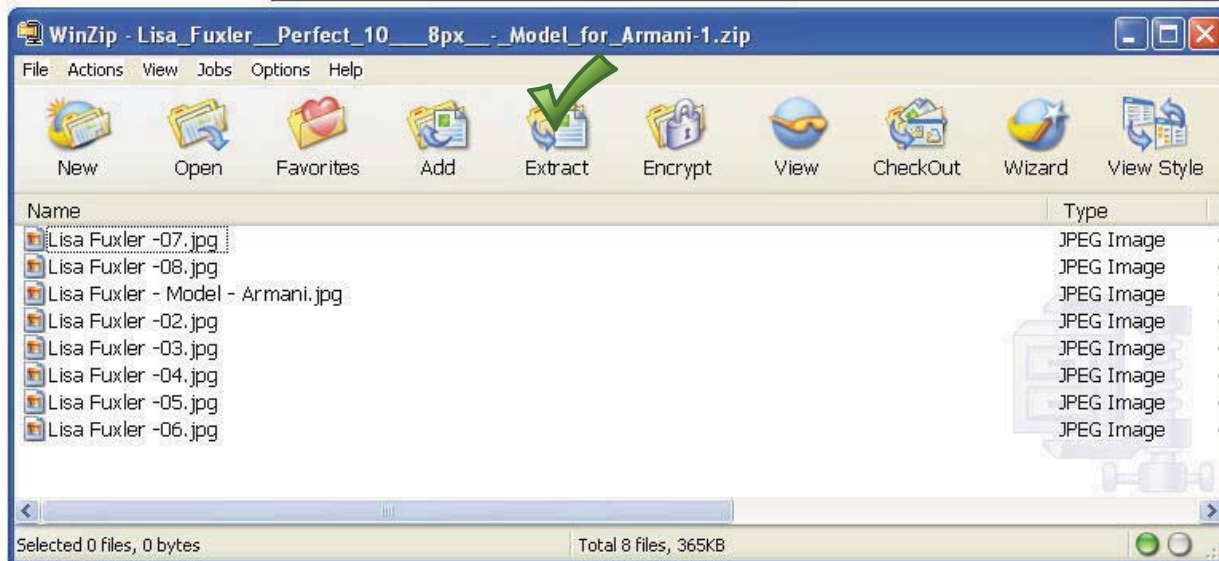 WinZip - Lisa_Fuxler__Perfect_10___8px__-_Model_for_Armani-1.zip
File Actions View Jobs Options Help
New Open Favorites Add Extract Encrypt View CheckOut Wizard View Style
Name Type
Lisa Fuxler -07.jpg JPEG Image
Lisa Fuxler -08.jpg JPEG Image
Lisa Fuxler - Model - Armani.jpg JPEG Image
Lisa Fuxler -02.jpg JPEG Image
Lisa Fuxler -03.jpg JPEG Image
Lisa Fuxler -04.jpg JPEG Image
Lisa Fuxler -05.jpg JPEG Image
Lisa Fuxler -06.jpg JPEG Image
Selected 0 files, 0 bytes Total 8 files, 365KB